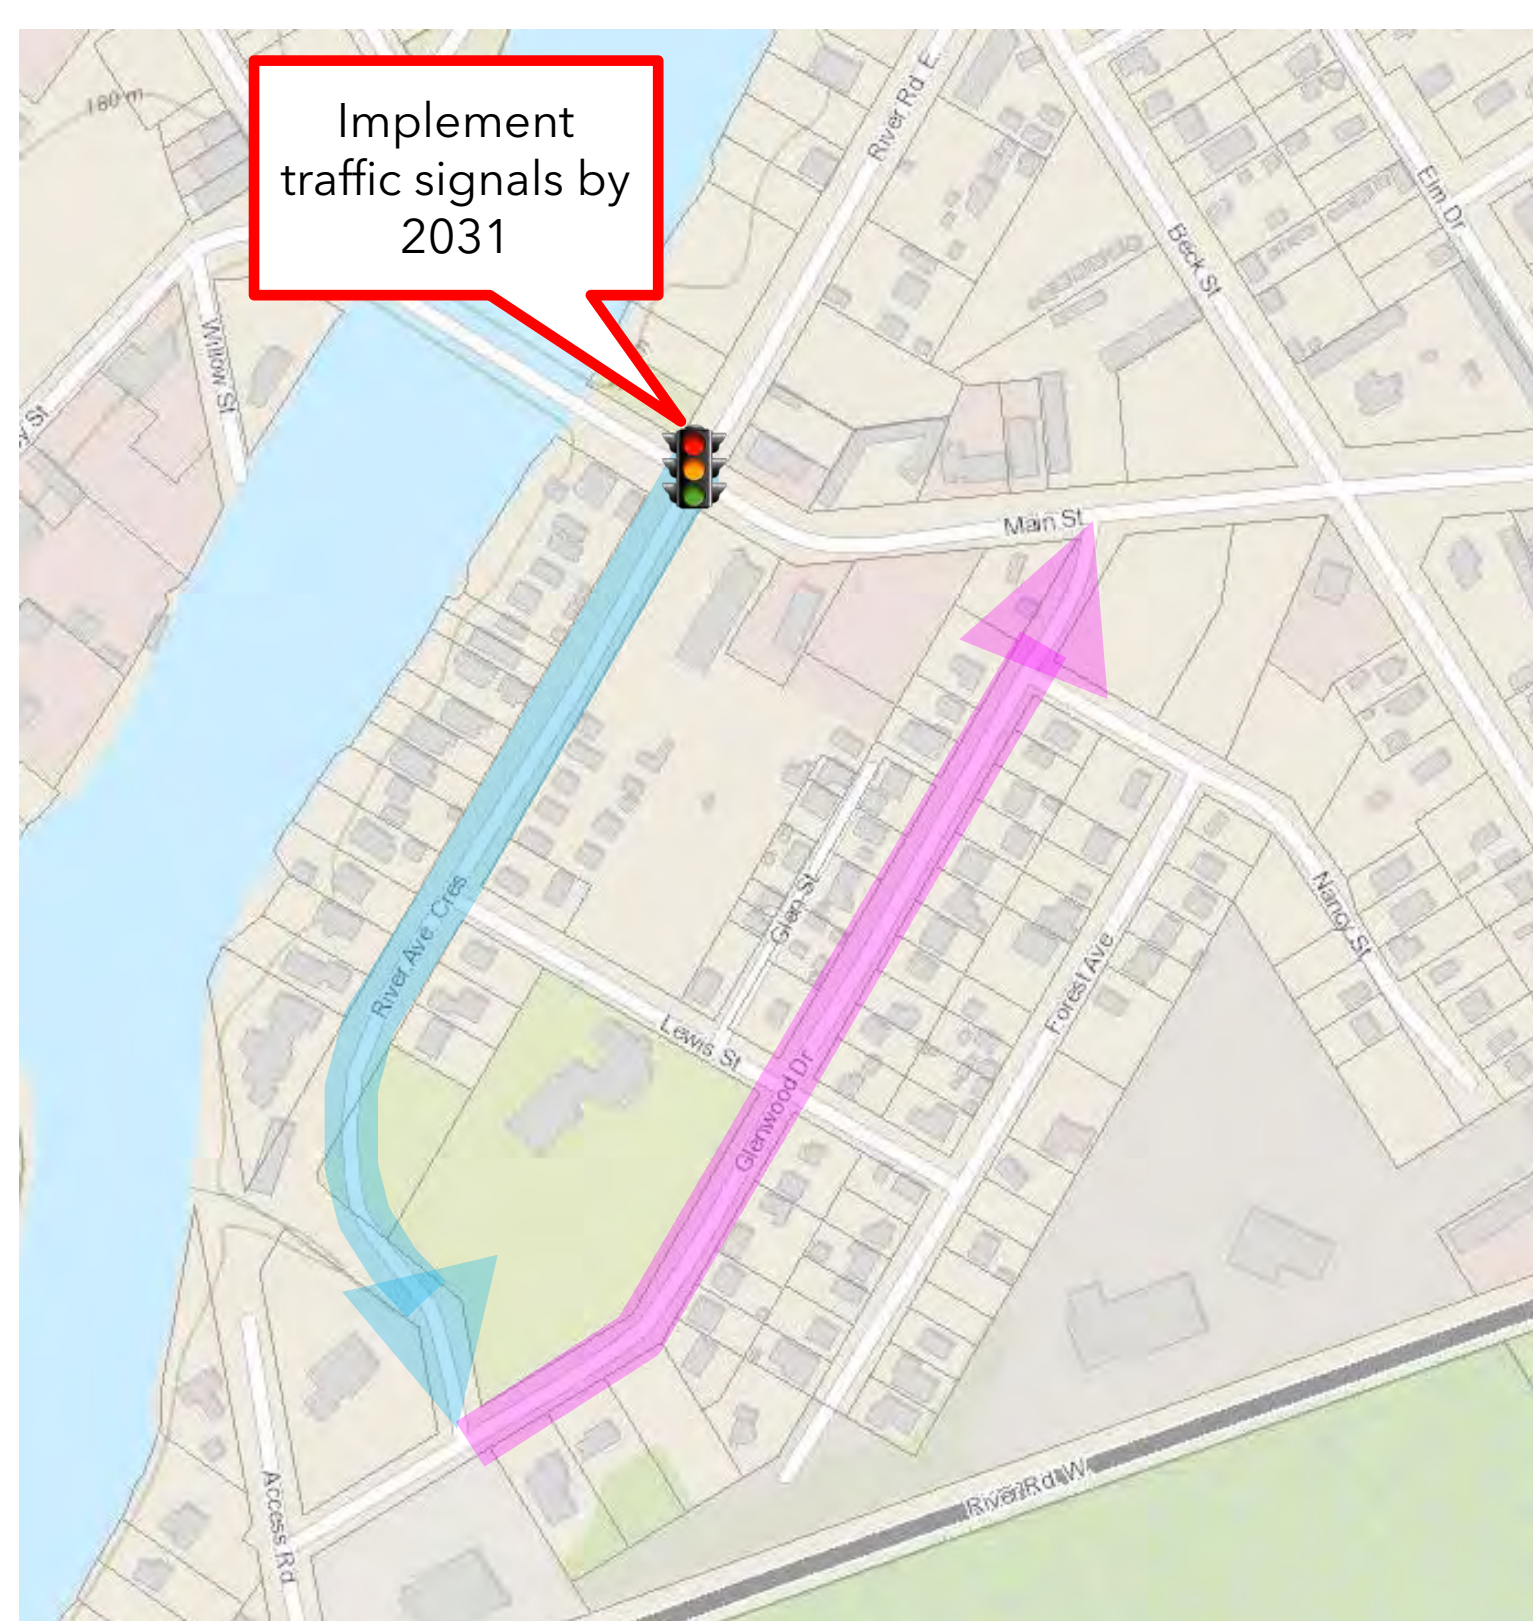 Implement
traffic signals by
2031
180 m
River Rd. E.
Elm Dr
Beck St
Willow St
St
Main St
River Ave. Cres
Glen St
Nancy St
Forest Ave
Lewis St
Glenwood Dr
Access Rd
River Rd. W.